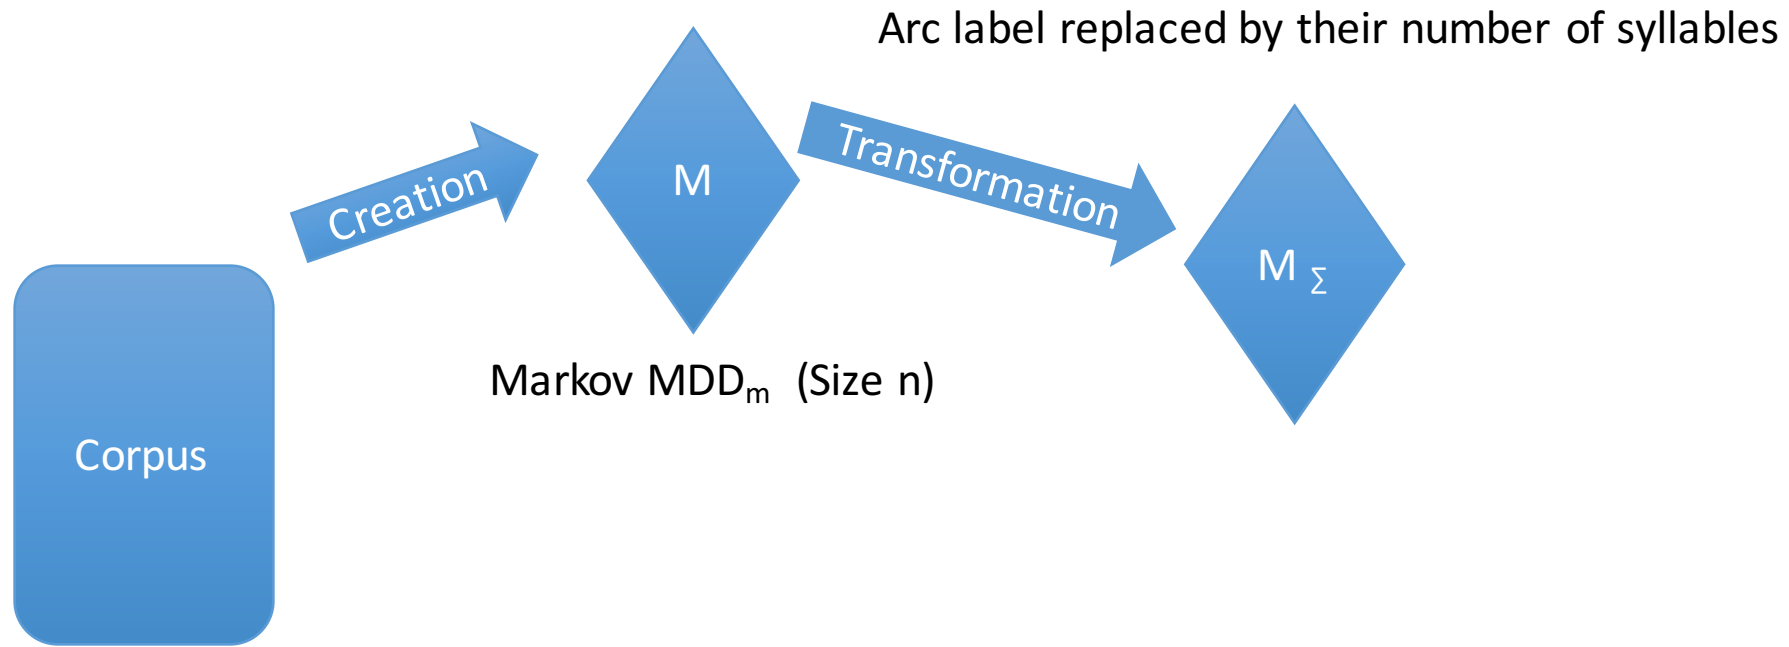 Arc label replaced by their number of syllables
Creation
M
Transformation
M ∑
Markov MDDm (Size n)
Corpus